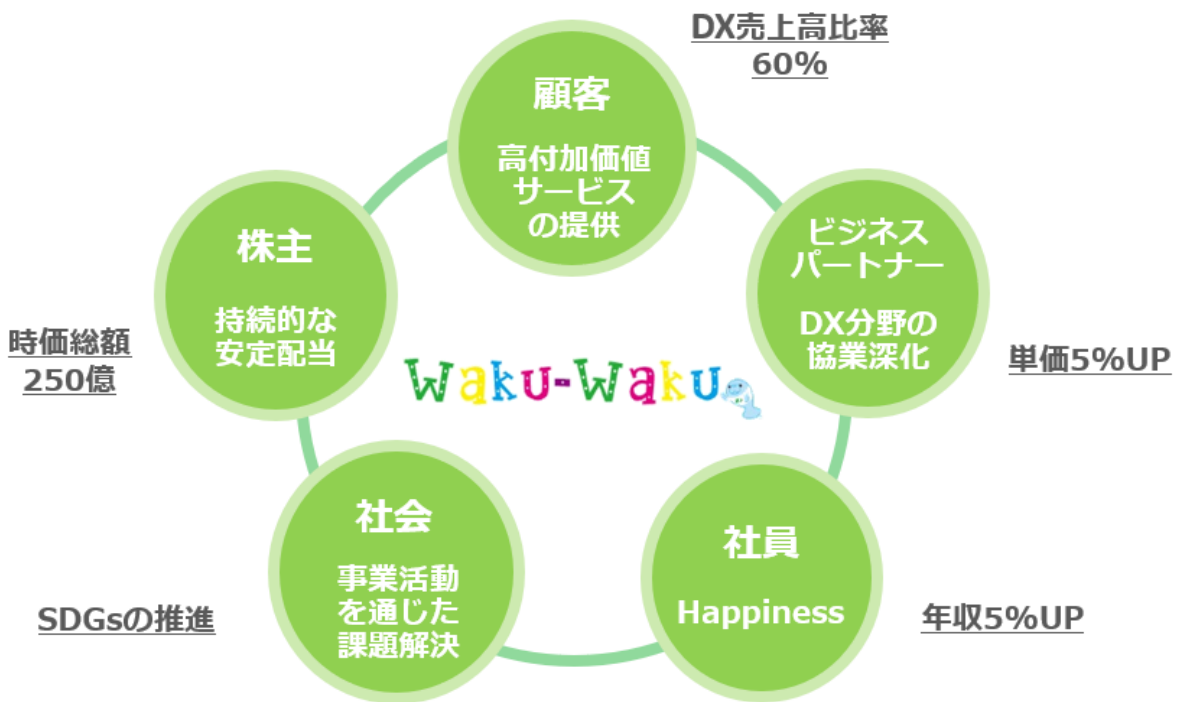 DX売上高比率
60%
顧客
高付加価値
サービス
の提供
ビジネス
パートナー
DX分野の
協業深化
単価5%UP
株主
持続的な
安定配当
時価総額
250億
Waku-Waku
社会
事業活動
を通じた
課題解決
SDGsの推進
社員
Happiness
年収5%UP